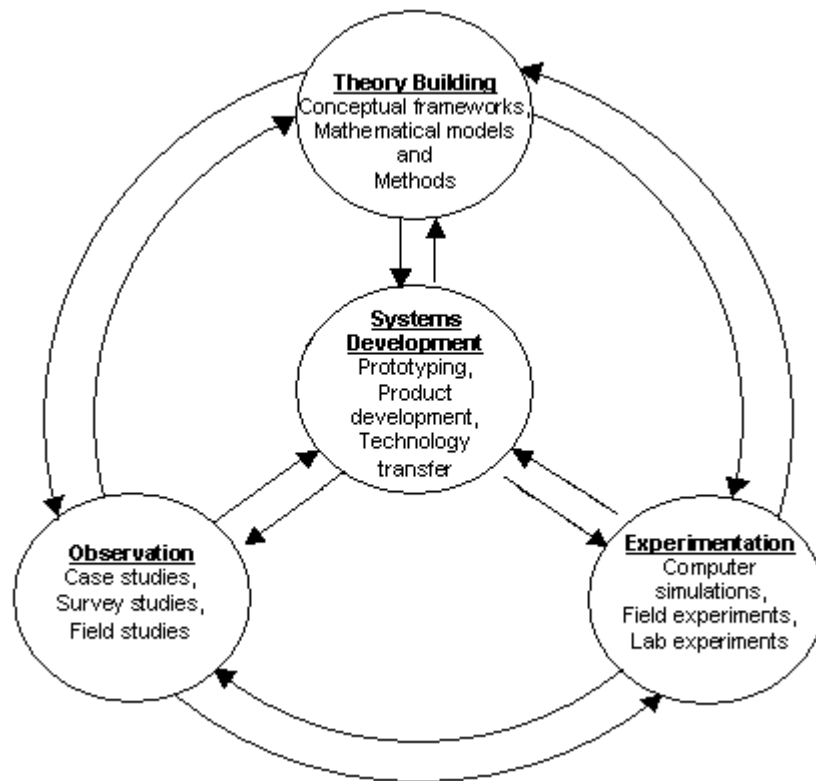 Theory Building
Conceptual frameworks,
Mathematical models
and
Methods
Systems
Development
Prototyping,
Product
development,
Technology
transfer
Observation
Case studies,
Survey studies,
Field studies
Experimentation
Computer
simulations,
Field experiments,
Lab experiments